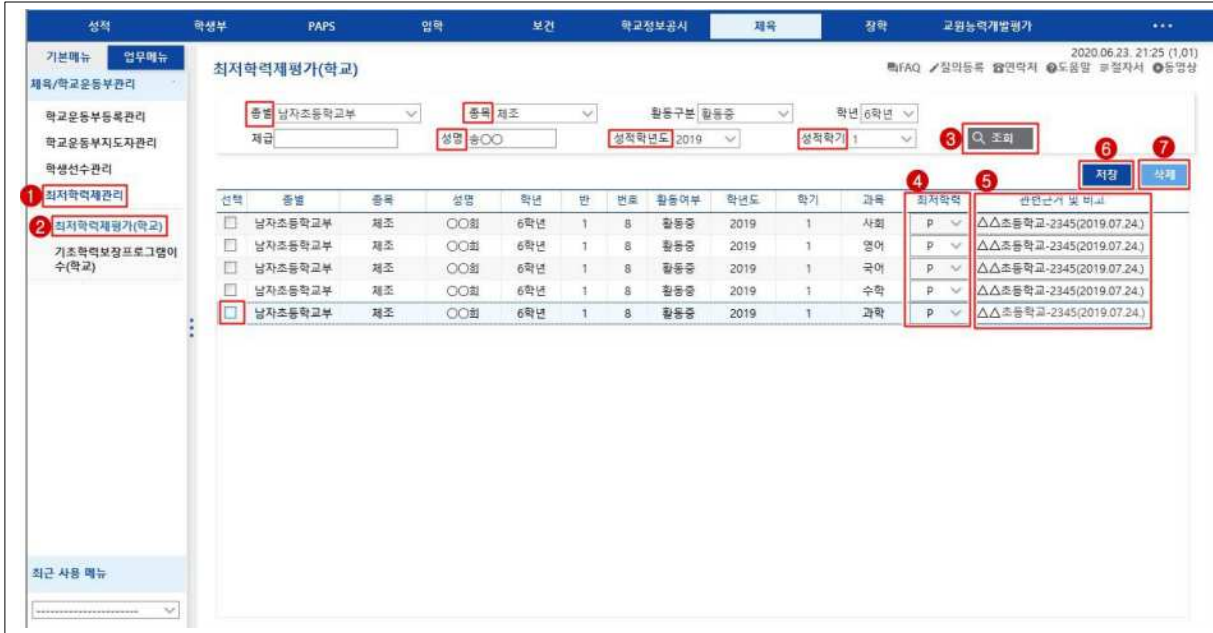 성적 학생부 PAPS 입학 보건 학교정보공시 체육 장학 교원능력개발평가 •••
기본메뉴 업무메뉴
2020.06.23. 21:25 (1,01)
최저학력제평가(학교)
FAQ 질의등록 연락처 도움말 절차서 동영상
체육/학교운동부관리
학교운동부등록관리
학교운동부지도자관리
학생선수관리
1 최저학력제관리
2 최저학력제평가(학교)
기초학력보장프로그램이
수(학교)
종별 남자초등학교부 종목 체조 활동구분 활동중 학년 6학년
체급 성명 송○○ 성적학년도 2019 성적학기 1 3 조회
6 저장 7 삭제
4 5
선택 종별 종목 성명 학년 반 번호 활동여부 학년도 학기 과목 최저학력 관련근거 및 비고
남자초등학교부 체조 ○○희 6학년 1 8 활동중 2019 1 사회 P △△초등학교-2345(2019.07.24.)
남자초등학교부 체조 ○○희 6학년 1 8 활동중 2019 1 영어 P △△초등학교-2345(2019.07.24.)
남자초등학교부 체조 ○○희 6학년 1 8 활동중 2019 1 국어 P △△초등학교-2345(2019.07.24.)
남자초등학교부 체조 ○○희 6학년 1 8 활동중 2019 1 수학 P △△초등학교-2345(2019.07.24.)
남자초등학교부 체조 ○○희 6학년 1 8 활동중 2019 1 과학 P △△초등학교-2345(2019.07.24.)
최근 사용 메뉴
----------------------